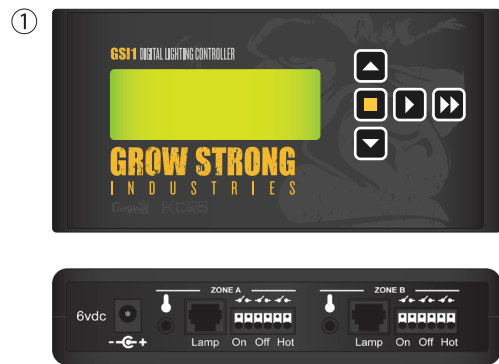 1
GSI1 DIGITAL LIGHTING CONTROLLER
GROW STRONG
INDUSTRIES
ZONE A
ZONE B
6vdc
Lamp On Off Hot
Lamp On Off Hot